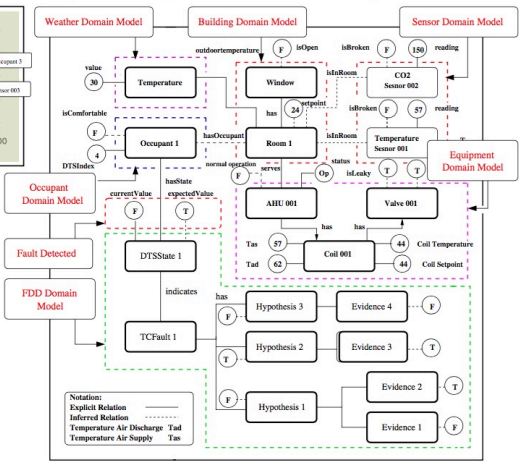 Weather Domain Model
Building Domain Model
Sensor Domain Model
outdoortemperature
F
isOpen
isBroken
F
150
reading
value
30
Temperature
Window
isInRoom
CO2
Sesnor 002
has
24
setpoint
isBroken
F
57
reading
isComfortable
F
Occupant 1
hasOccupant
Room 1
isInRoom
Temperature
Sesnor 001
4
DTSIndex
normal operation
serves
status
Equipment
Domain Model
F
Op
isLeaky
T
T
Occupant
Domain Model
hasState
currentValue
expectedValue
F
T
AHU 001
Valve 001
has
has
Fault Detected
DTSState 1
Tas
57
Coil 001
44
Coil Temperature
Tad
62
44
Coil Setpoint
FDD Domain
Model
indicates
has
Hypothesis 3
Evidence 4
F
F
TCFault 1
Hypothesis 2
Evidence 3
T
T
Evidence 2
T
F
Hypothesis 1
Evidence 1
F
Notation:
Explicit Relation
Inferred Relation
Temperature Air Discharge Tad
Temperature Air Supply Tas